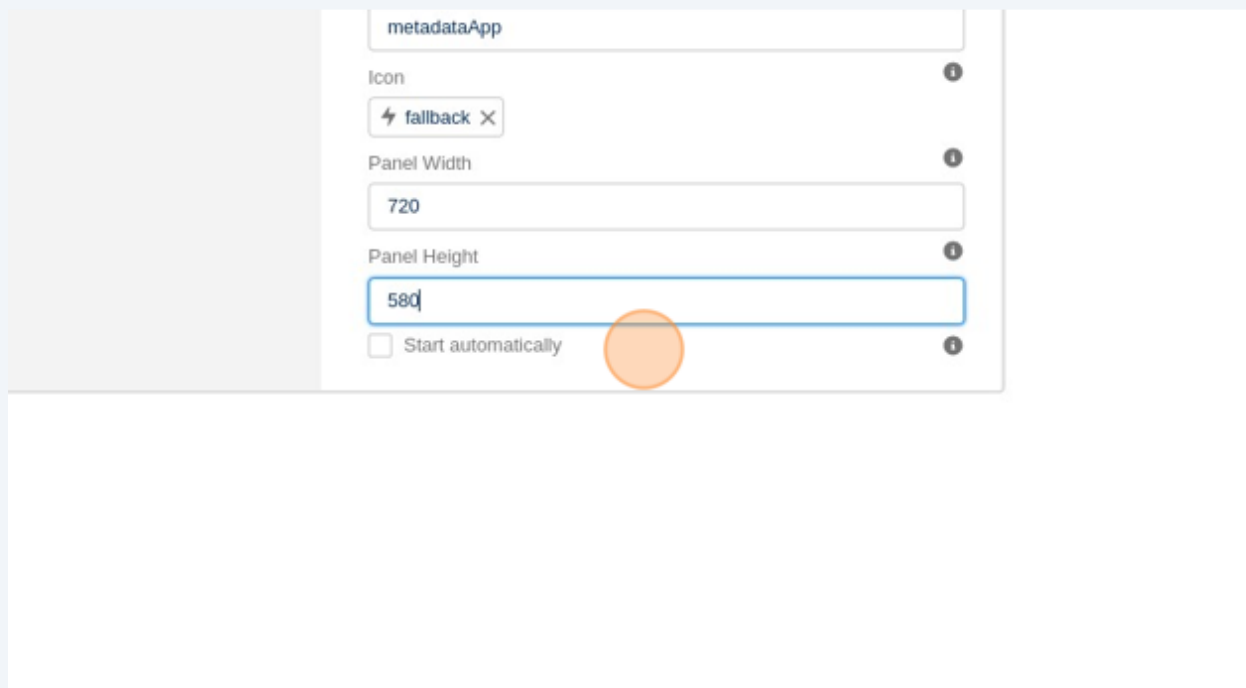 metadataApp
Icon
fallback
Panel Width
720
Panel Height
580
Start automatically